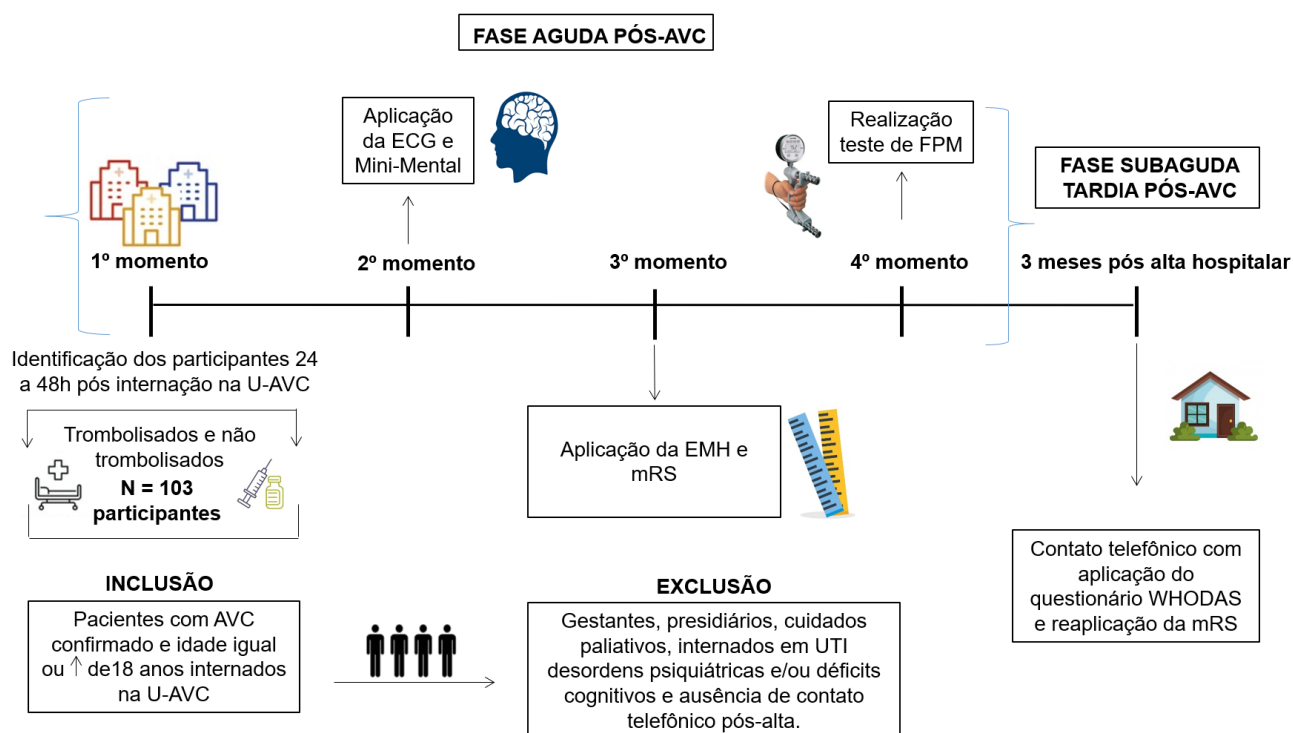 FASE AGUDA PÓS-AVC
Aplicação
da ECG e
Mini-Mental
Realização
teste de FPM
FASE SUBAGUDA
TARDIA PÓS-AVC
1º momento
2º momento
3º momento
4º momento
3 meses pós alta hospitalar
Identificação dos participantes 24
a 48h pós internação na U-AVC
Trombolisados e não
trombolisados
N = 103
participantes
Aplicação da EMH e
mRS
Contato telefônico com
aplicação do
questionário WHODAS
e reaplicação da mRS
INCLUSÃO
Pacientes com AVC
confirmado e idade igual
ou ↑ de18 anos internados
na U-AVC
EXCLUSÃO
Gestantes, presidiários, cuidados
paliativos, internados em UTI
desordens psiquiátricas e/ou déficits
cognitivos e ausência de contato
telefônico pós-alta.